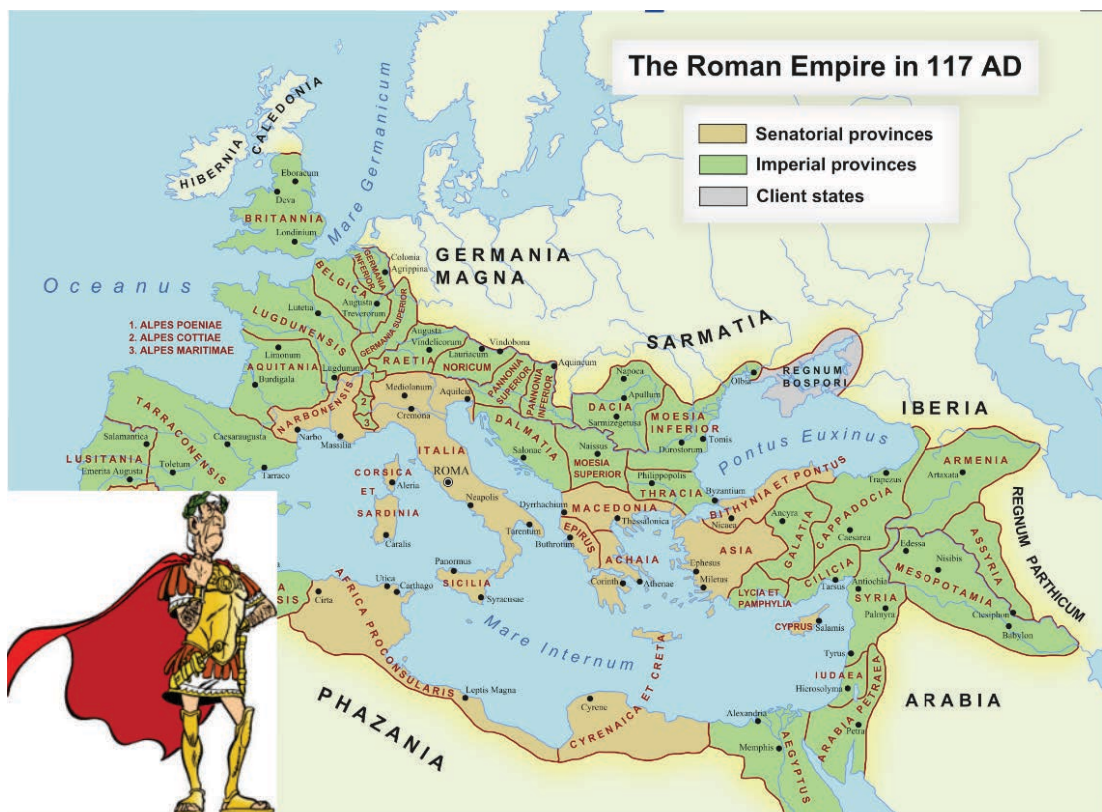 The Roman Empire in 117 AD
Senatorial provinces
Imperial provinces
Client states
HIBERNIA
CALEDONIA
Mare Germanicum
Eboracum
Deva
BRITANNIA
Londinium
Oceanus
GERMANIA
MAGNA
SARMATIA
1. ALPES POENIAE
2. ALPES COTTIAE
3. ALPES MARITIMAE
GERMANIA
INFERIOR
Colonia
Agrippina
BELGICA
Augusta
Treverorum
Lutetia
LUGDUNENSIS
GERMANIA SUPERIOR
Augusta
Vindelicorum
Lauriscum
Vindobona
Aquincum
RAETIA
NORICUM
PANNONIA
SUPERIOR
PANNONIA
INFERIOR
Limonum
AQUITANIA
Burdigala
Lugdunum
NARBONENSIS
2
3
Mediolanum
Cremona
Aquileia
Narbo
Massilia
TARRACONENSIS
Salamantica
Caesaraugusta
LUSITANIA
Emerita Augusta
Toletum
Tarraco
ITALIA
ROMA
Neapolis
Tarentum
CORSICA
ET
SARDINIA
Aleria
Caralis
Panormus
SICILIA
Syracusae
DALMATIA
Salonae
Napoca
Apullum
DACIA
Sarmizegetusa
MOESIA
INFERIOR
Tomis
Durostorum
Naissus
MOESIA
SUPERIOR
Philippopolis
THRACIA
Byzantium
Olbia
REGNUM
BOSPORI
Pontus Euxinus
IBERIA
Dyrrhachium
MACEDONIA
Thessalonica
EPIRUS
Buthrotum
ACHAIA
Corinth
Athenae
BITHYNIA ET PONTUS
Nicaea
Trapezus
ARMENIA
Artaxata
Ancyra
GALATIA
CAPPADOCIA
Caesarea
ASIA
Ephesus
Miletus
LYCIA ET
PAMPHYLIA
CILICIA
Tarsus
Antiochia
SYRIA
Palmyra
Edessa
Nisibis
ASSYRIA
MESOPOTAMIA
Ctesiphon
Babylon
REGNUM PARTHICUM
CYPRUS
Salamis
Tyrus
IUDAEA
Hierosolyma
ARABIA PETRAEA
Petra
ARABIA
Mare Internum
Utica
Carthago
Cirta
AFRICA PROCONSULARIS
Leptis Magna
PHAZANIA
Cyrene
CYRENAICA ET CRETA
Alexandria
Memphis
AEGYPTUS